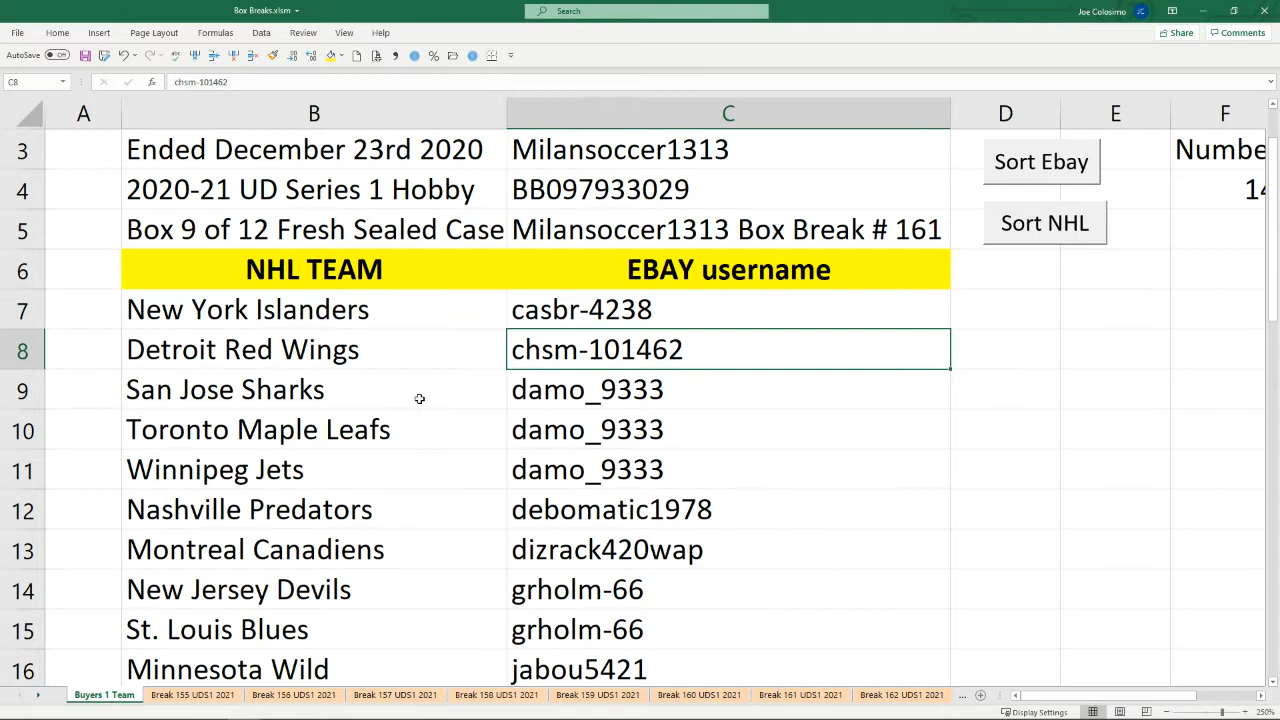 Box Breaks.xlsm
Search
Joe Colosimo JC
File Home Insert Page Layout Formulas Data Review View Help
Share Comments
AutoSave Off
C8 fx chsm-101462
A B C D E F
3 Ended December 23rd 2020 Milansoccer1313 Numbe
4 2020-21 UD Series 1 Hobby BB097933029 14
5 Box 9 of 12 Fresh Sealed Case Milansoccer1313 Box Break # 161
Sort Ebay
Sort NHL
6 NHL TEAM EBAY username
7 New York Islanders casbr-4238
8 Detroit Red Wings chsm-101462
9 San Jose Sharks damo_9333
10 Toronto Maple Leafs damo_9333
11 Winnipeg Jets damo_9333
12 Nashville Predators debomatic1978
13 Montreal Canadiens dizrack420wap
14 New Jersey Devils grholm-66
15 St. Louis Blues grholm-66
16 Minnesota Wild jabou5421
Buyers 1 Team Break 155 UDS1 2021 Break 156 UDS1 2021 Break 157 UDS1 2021 Break 158 UDS1 2021 Break 159 UDS1 2021 Break 160 UDS1 2021 Break 161 UDS1 2021 Break 162 UDS1 2021 ...
Display Settings 250%